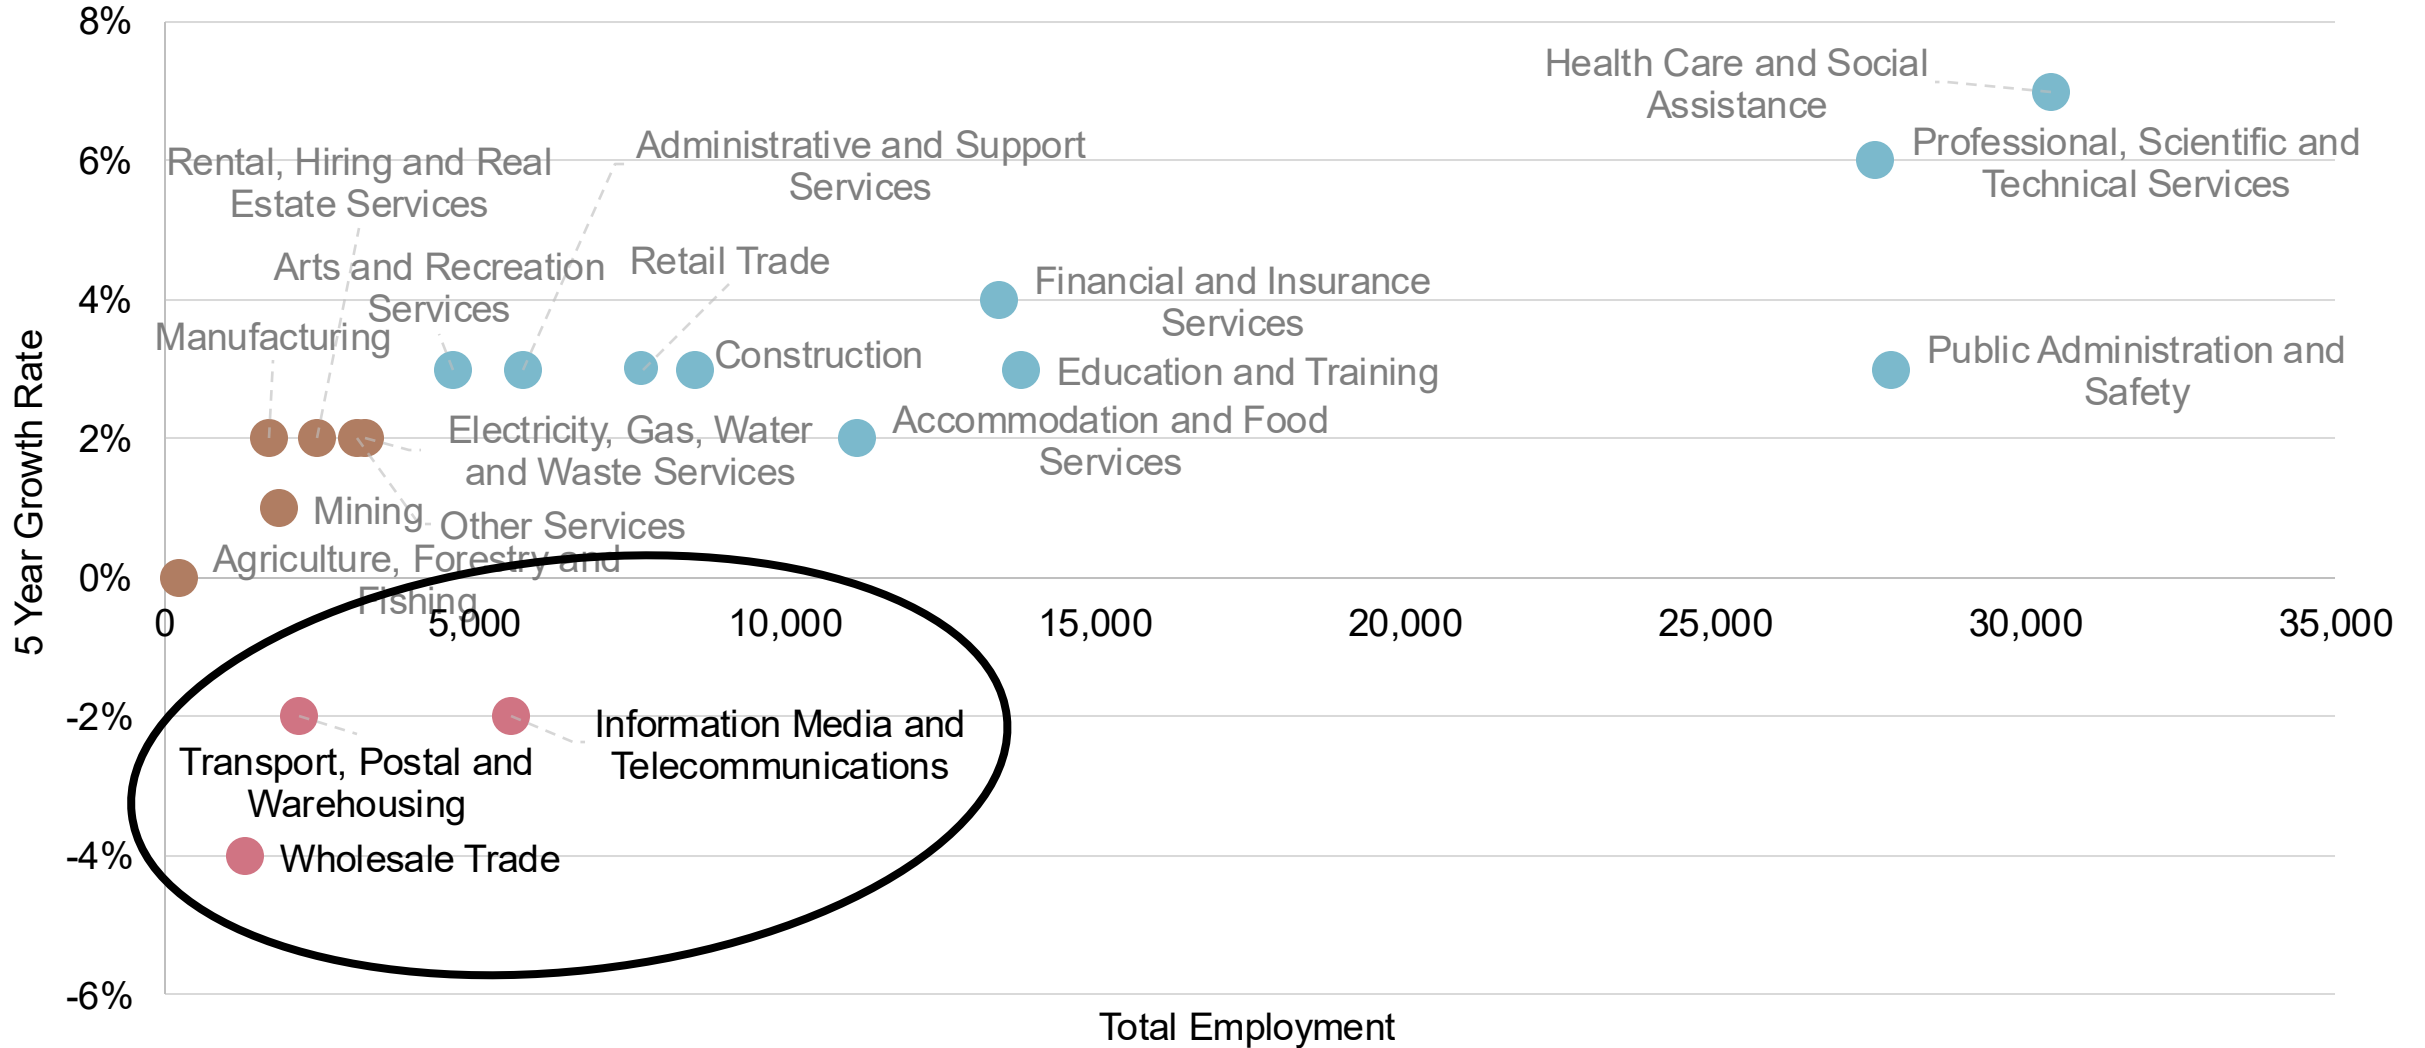 8%
Health Care and Social
Assistance
Administrative and Support
Services
Professional, Scientific and
Technical Services
6%
Rental, Hiring and Real
Estate Services
Arts and Recreation
Services
Retail Trade
Financial and Insurance
Services
4%
Manufacturing
Construction
Education and Training
Public Administration and
Safety
Accommodation and Food
Services
2%
Electricity, Gas, Water
and Waste Services
Mining
Other Services
Agriculture, Forestry and
Fishing
0%
0
5,000
10,000
15,000
20,000
25,000
30,000
35,000
5 Year Growth Rate
-2%
Information Media and
Telecommunications
Transport, Postal and
Warehousing
-4%
Wholesale Trade
-6%
Total Employment